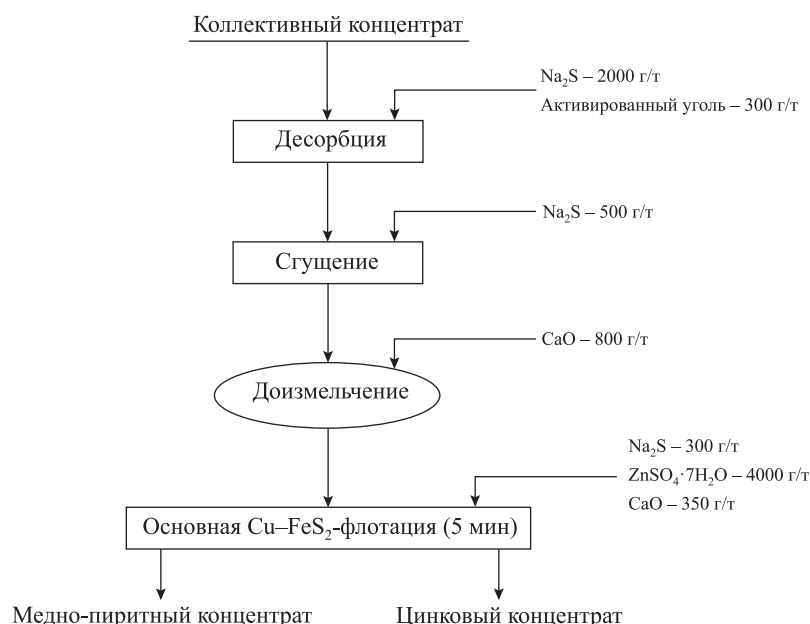 Коллективный концентрат
Na₂S – 2000 г/т
Активированный уголь – 300 г/т
Десорбция
Na₂S – 500 г/т
Сгущение
CaO – 800 г/т
Доизмельчение
Na₂S – 300 г/т
ZnSO₄·7H₂O – 4000 г/т
CaO – 350 г/т
Основная Cu–FeS₂-флотация (5 мин)
Медно-пиритный концентрат
Цинковый концентрат